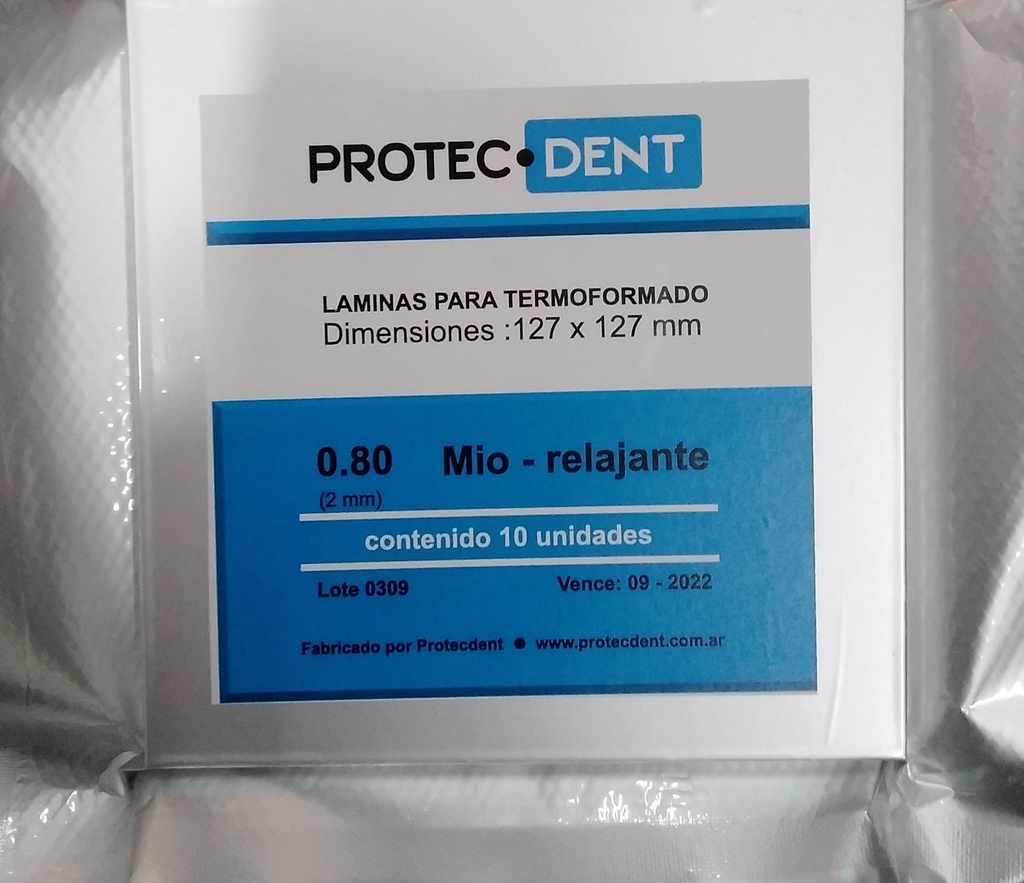 PROTEC•DENT
LAMINAS PARA TERMOFORMADO
Dimensiones :127 x 127 mm
0.80 Mio - relajante
(2 mm)
contenido 10 unidades
Lote 0309 Vence: 09 - 2022
Fabricado por Protecdent • www.protecdent.com.ar